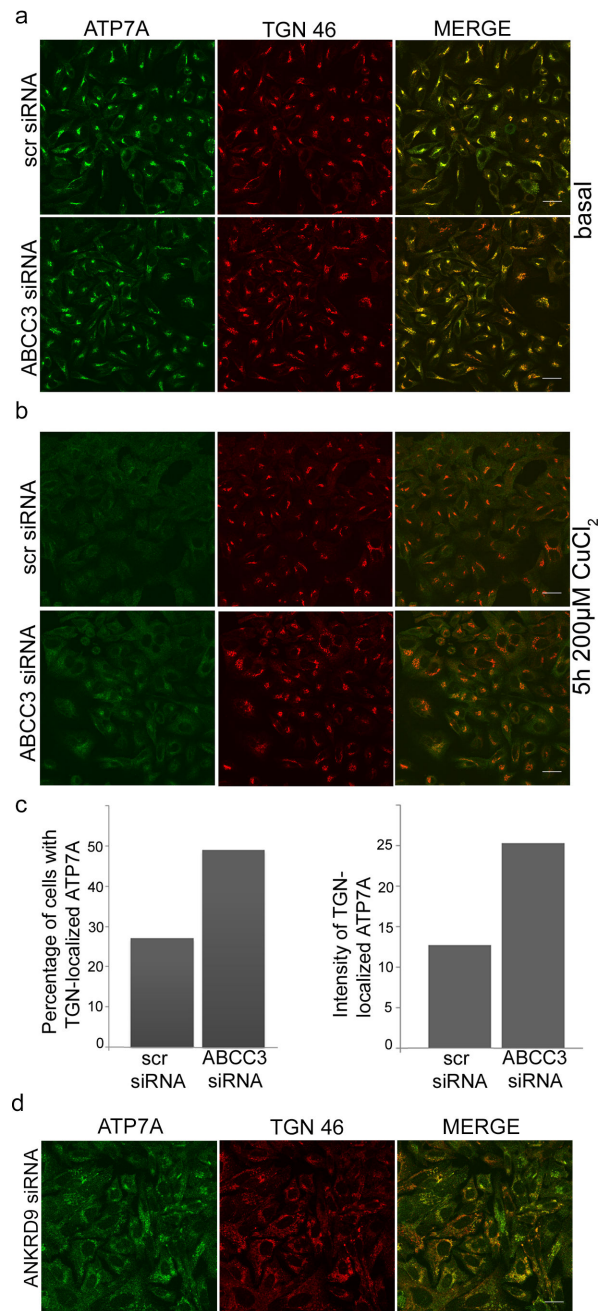 a
ATP7A
TGN 46
MERGE
scr siRNA
basal
ABCC3 siRNA
b
scr siRNA
5h 200µM CuCl₂
ABCC3 siRNA
c
Percentage of cells with
TGN-localized ATP7A
50
40
30
20
10
0
scr
siRNA
ABCC3
siRNA
Intensity of TGN-
localized ATP7A
25
20
15
10
5
0
scr
siRNA
ABCC3
siRNA
d
ATP7A
TGN 46
MERGE
ANKRD9 siRNA